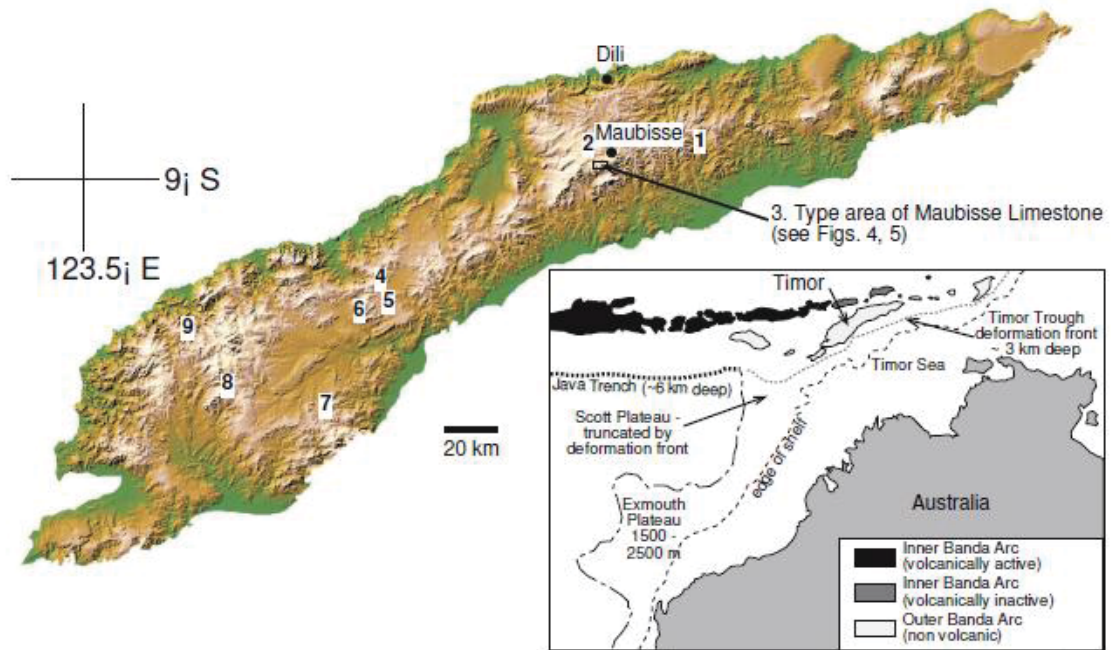 Dili
Maubisse
2
1
9¡ S
3. Type area of Maubisse Limestone
(see Figs. 4, 5)
123.5¡ E
4
5
6
9
8
7
20 km
Timor
Timor Trough
deformation front
~ 3 km deep
Timor Sea
Java Trench (~6 km deep)
Scott Plateau -
truncated by
deformation front
edge of shelf
Exmouth
Plateau
1500 -
2500 m
Australia
Inner Banda Arc
(volcanically active)
Inner Banda Arc
(volcanically inactive)
Outer Banda Arc
(non volcanic)